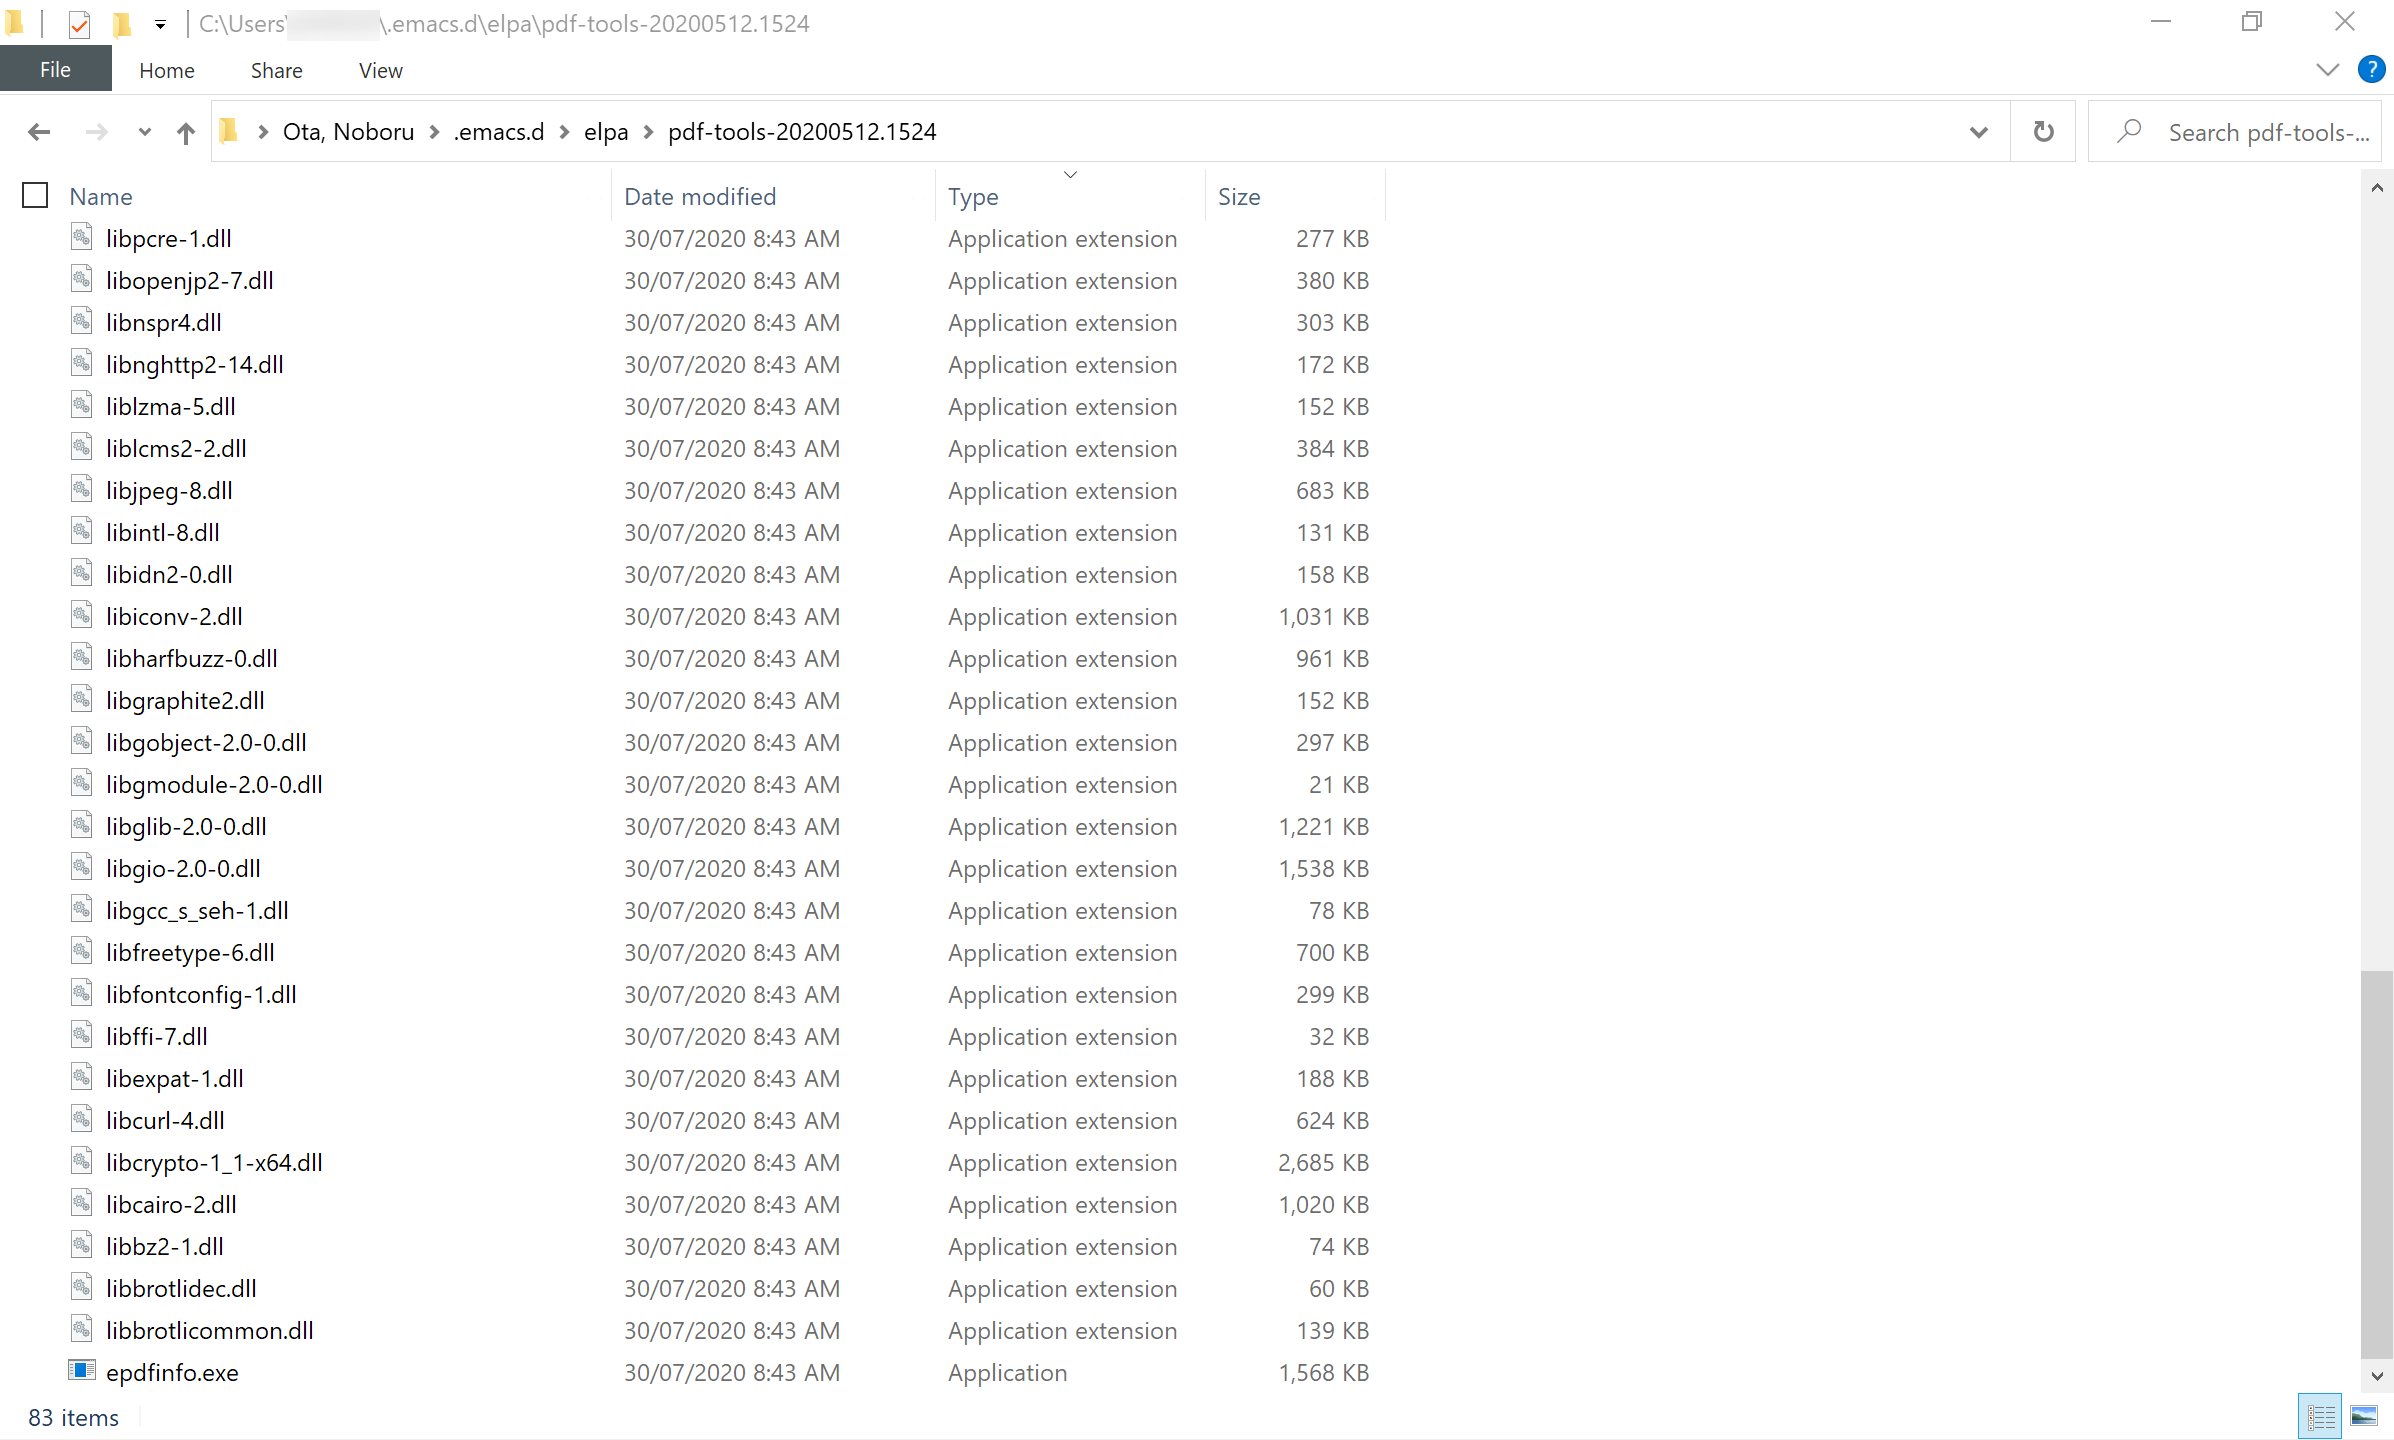 C:\Users\.emacs.d\elpa\pdf-tools-20200512.1524
File Home Share View
Ota, Noboru .emacs.d elpa pdf-tools-20200512.1524 Search pdf-tools-...
Name Date modified Type Size
libpcre-1.dll 30/07/2020 8:43 AM Application extension 277 KB
libopenjp2-7.dll 30/07/2020 8:43 AM Application extension 380 KB
libnspr4.dll 30/07/2020 8:43 AM Application extension 303 KB
libnghttp2-14.dll 30/07/2020 8:43 AM Application extension 172 KB
liblzma-5.dll 30/07/2020 8:43 AM Application extension 152 KB
liblcms2-2.dll 30/07/2020 8:43 AM Application extension 384 KB
libjpeg-8.dll 30/07/2020 8:43 AM Application extension 683 KB
libintl-8.dll 30/07/2020 8:43 AM Application extension 131 KB
libidn2-0.dll 30/07/2020 8:43 AM Application extension 158 KB
libiconv-2.dll 30/07/2020 8:43 AM Application extension 1,031 KB
libharfbuzz-0.dll 30/07/2020 8:43 AM Application extension 961 KB
libgraphite2.dll 30/07/2020 8:43 AM Application extension 152 KB
libgobject-2.0-0.dll 30/07/2020 8:43 AM Application extension 297 KB
libgmodule-2.0-0.dll 30/07/2020 8:43 AM Application extension 21 KB
libglib-2.0-0.dll 30/07/2020 8:43 AM Application extension 1,221 KB
libgio-2.0-0.dll 30/07/2020 8:43 AM Application extension 1,538 KB
libgcc_s_seh-1.dll 30/07/2020 8:43 AM Application extension 78 KB
libfreetype-6.dll 30/07/2020 8:43 AM Application extension 700 KB
libfontconfig-1.dll 30/07/2020 8:43 AM Application extension 299 KB
libffi-7.dll 30/07/2020 8:43 AM Application extension 32 KB
libexpat-1.dll 30/07/2020 8:43 AM Application extension 188 KB
libcurl-4.dll 30/07/2020 8:43 AM Application extension 624 KB
libcrypto-1_1-x64.dll 30/07/2020 8:43 AM Application extension 2,685 KB
libcairo-2.dll 30/07/2020 8:43 AM Application extension 1,020 KB
libbz2-1.dll 30/07/2020 8:43 AM Application extension 74 KB
libbrotlidec.dll 30/07/2020 8:43 AM Application extension 60 KB
libbrotlicommon.dll 30/07/2020 8:43 AM Application extension 139 KB
epdfinfo.exe 30/07/2020 8:43 AM Application 1,568 KB
83 items